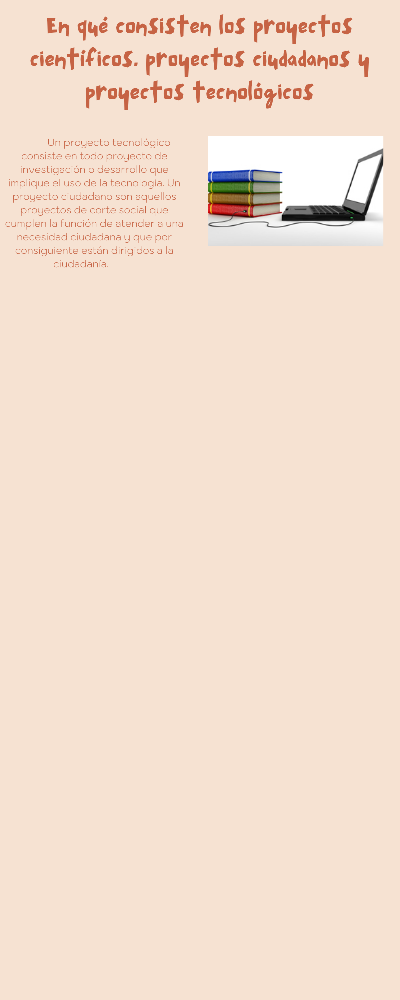 En qué consisten los proyectos
científicos, proyectos ciudadanos y
proyectos tecnológicos
Un proyecto tecnológico
consiste en todo proyecto de
investigación o desarrollo que
implique el uso de la tecnología. Un
proyecto ciudadano son aquellos
proyectos de corte social que
cumplen la función de atender a una
necesidad ciudadana y que por
consiguiente están dirigidos a la
ciudadanía.